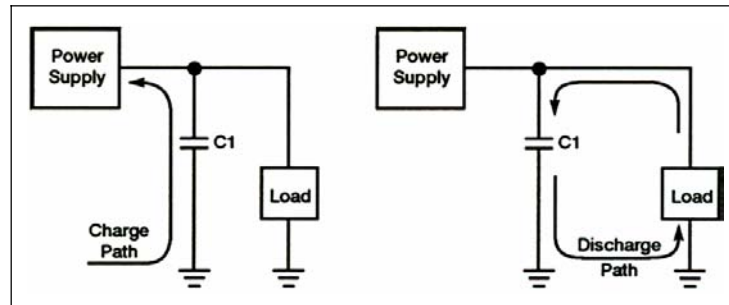 Power
Supply
C1
Load
Charge
Path
Power
Supply
C1
Load
Discharge
Path